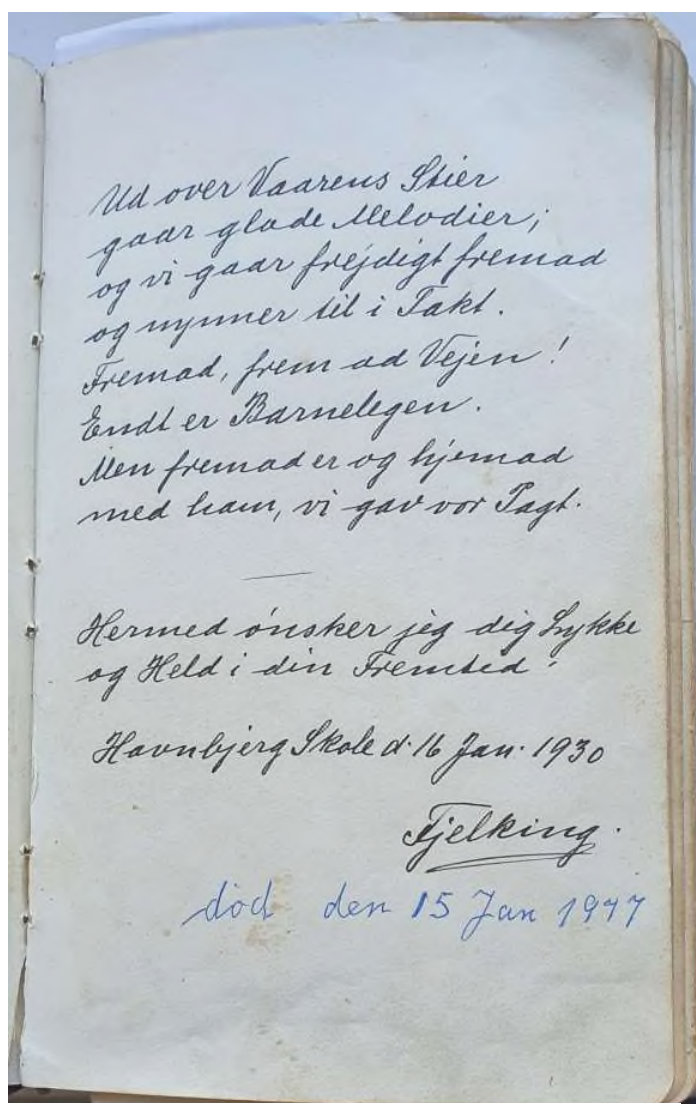 Ud over Vaarens Stier
gaar glade Melodier;
og vi gaar frejdigt fremad
og nynner til i Takt.
Fremad, frem ad Vejen!
Endt er Barnelegen.
Men fremad er og hjemad
med ham, vi gav vor Pagt.
Hermed ønsker jeg dig Lykke
og Held i din Fremtid.
Havnbjerg Skole d. 16 Jan. 1930
Fjelking.
död den 15 Jan 1977